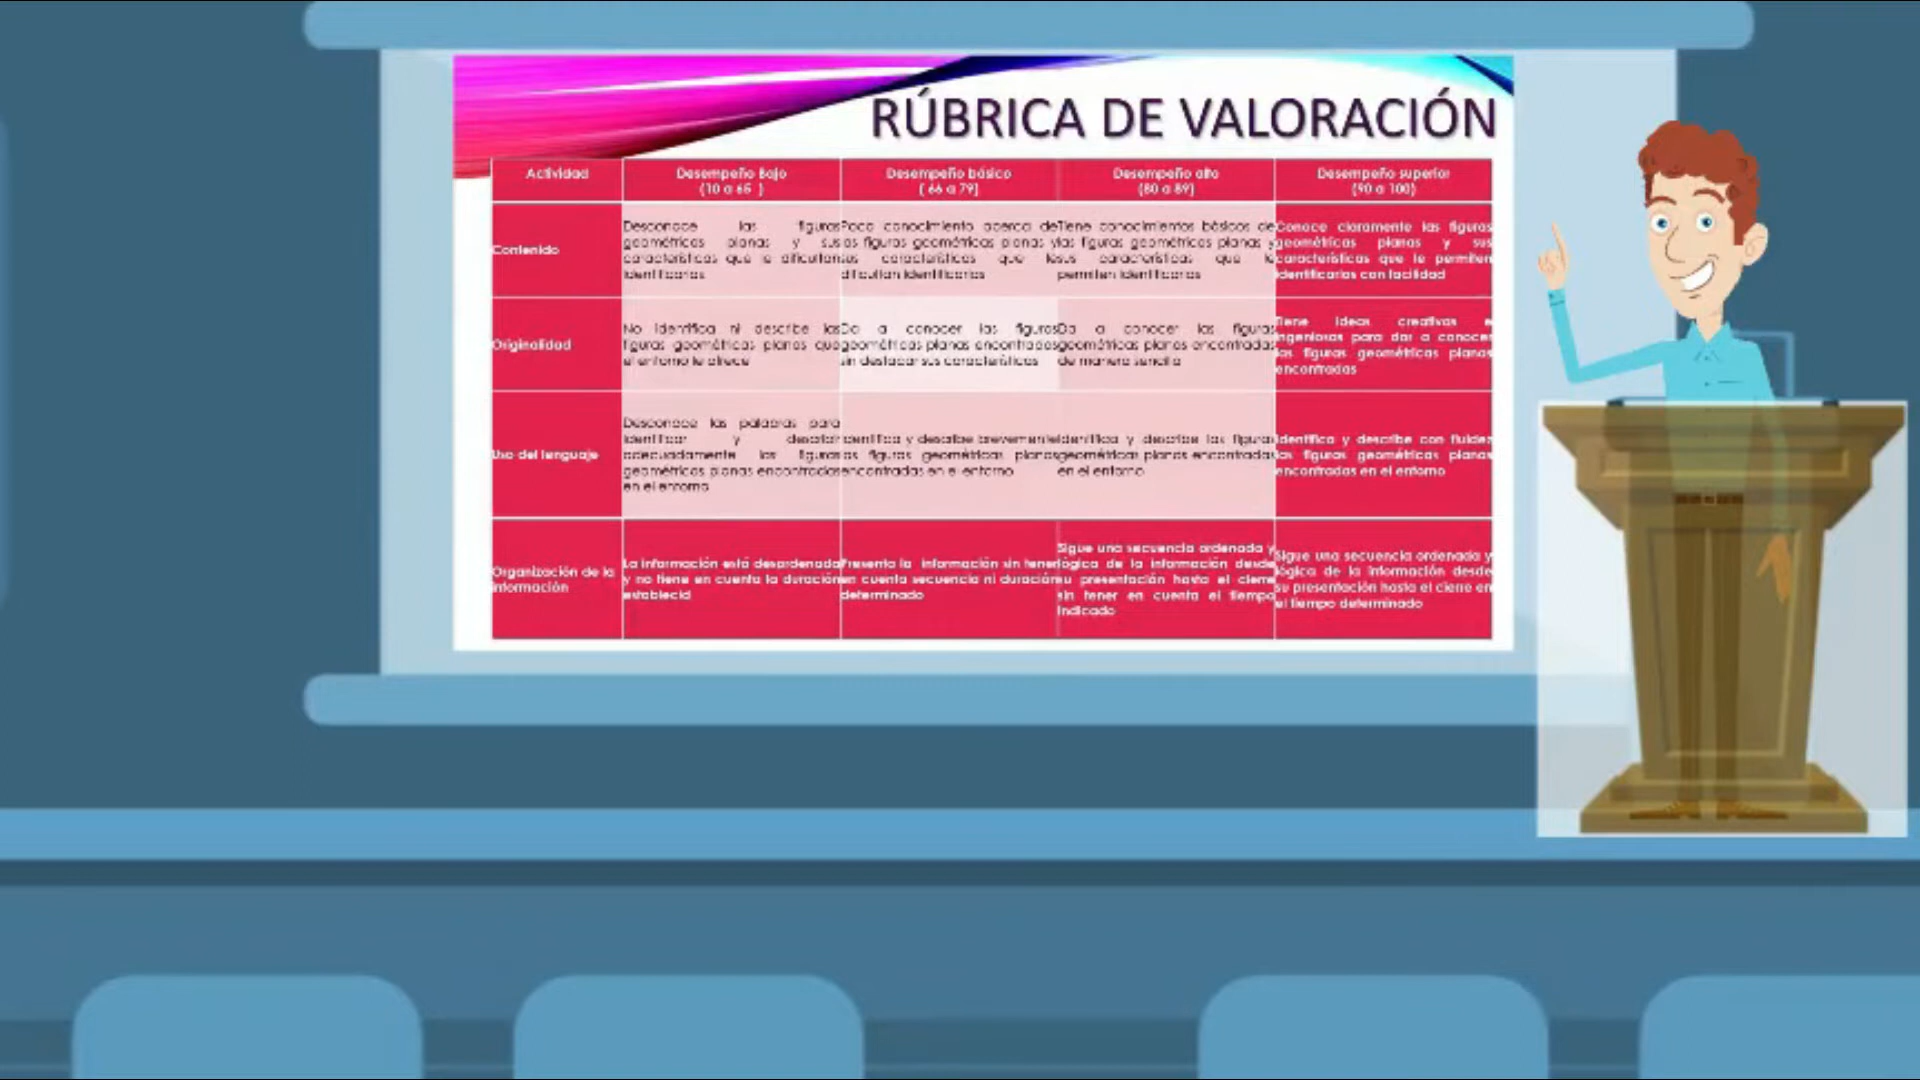 RÚBRICA DE VALORACIÓN
Actividad
Desempeño Bajo
(10 a 65 )
Desempeño básico
( 66 a 79)
Desempeño alto
(80 a 89)
Desempeño superior
(90 a 100)
Contenido
Desconoce las figuras
geométricas planas y sus
características que le dificultan
identificarlas
Poco conocimiento acerca de
as figuras geométricas planas y
sus características que le
dificultan identificarlas
Tiene conocimientos básicos de
las figuras geométricas planas y
sus características que le
permiten identificarlas
Conoce claramente las figuras
geométricas planas y sus
características que le permiten
identificarlas con facilidad
Originalidad
No identifica ni describe las
figuras geométricas planas que
el entorno le ofrece
Da a conocer las figuras
geométricas planas encontradas
sin destacar sus características
Da a conocer las figuras
geométricas planas encontradas
de manera sencilla
Tiene ideas creativas e
ingeniosas para dar a conocer
las figuras geométricas planas
encontradas
Uso del lenguaje
Desconoce las palabras para
identificar y describir
adecuadamente las figuras
geométricas planas encontradas
en el entorno
Identifica y describe brevemente
as figuras geométricas planas
encontradas en el entorno
Identifica y describe las figuras
geométricas planas encontradas
en el entorno
Identifica y describe con fluidez
las figuras geométricas planas
encontradas en el entorno
Organización de la
información
La información está desordenada
y no tiene en cuenta la duración
establecid
Presenta la información sin tener
en cuenta secuencia ni duración
determinado
Sigue una secuencia ordenada y
lógica de la información desde
su presentación hasta el cierre
sin tener en cuenta el tiempo
indicado
Sigue una secuencia ordenada y
lógica de la información desde
su presentación hasta el cierre en
el tiempo determinado